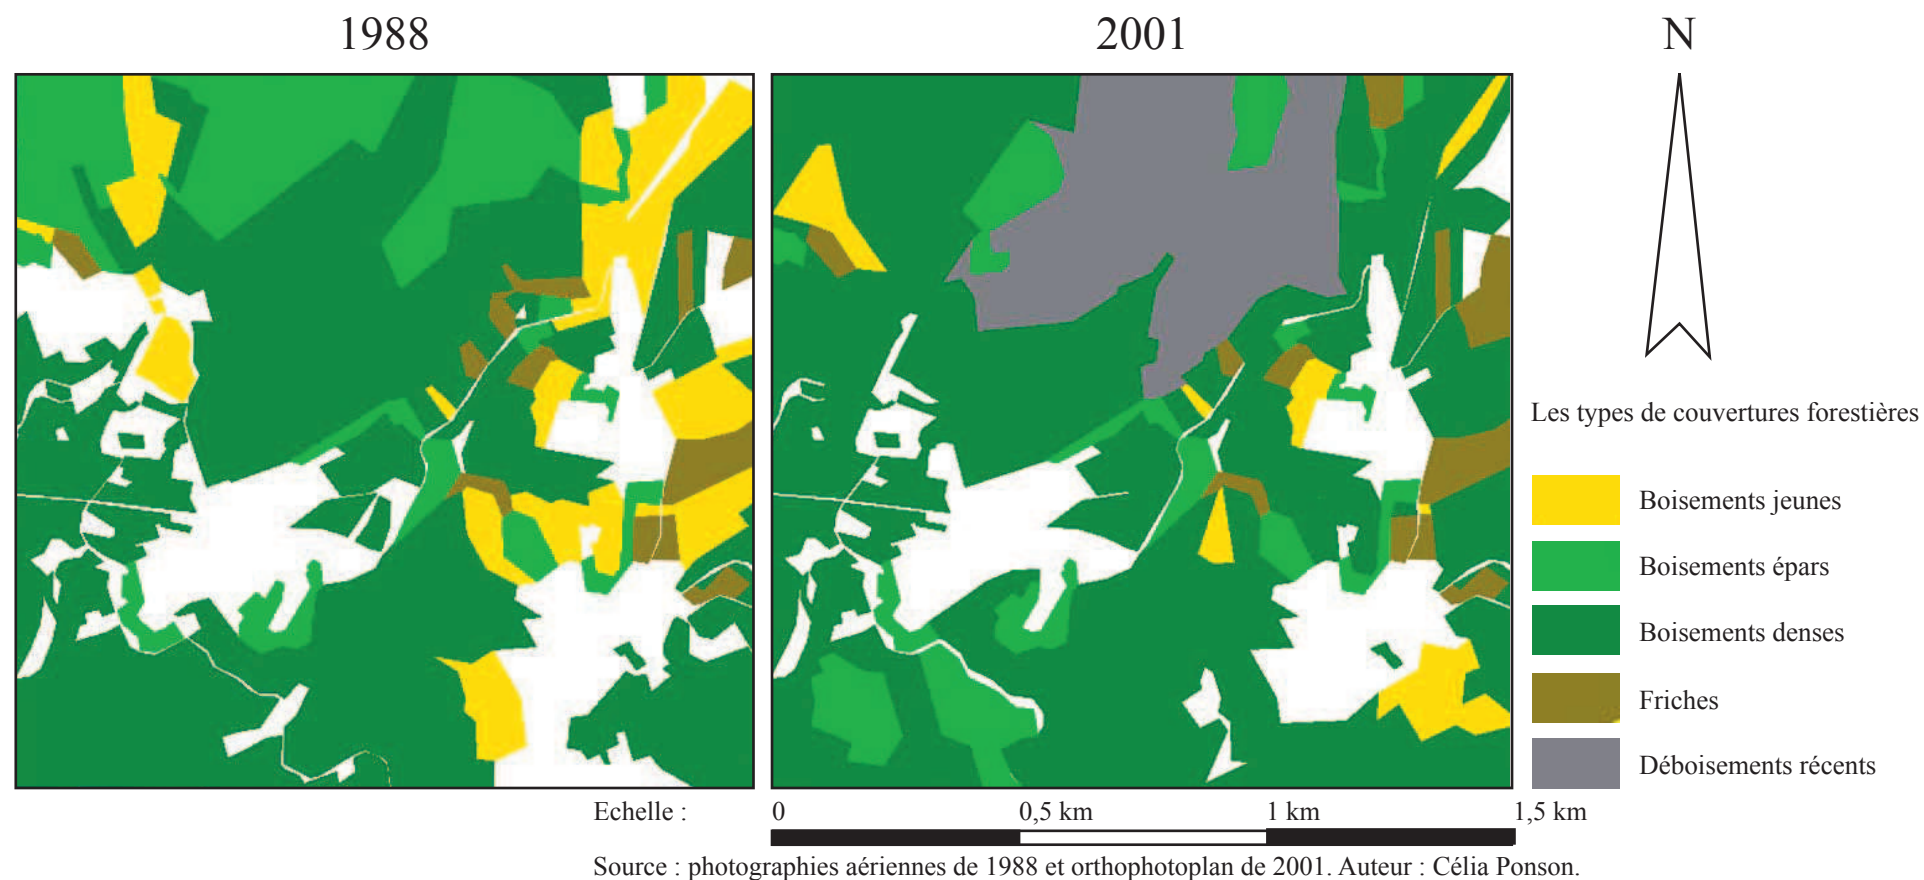 1988
2001
N
Les types de couvertures forestières
Boisements jeunes
Boisements épars
Boisements denses
Friches
Déboisements récents
Echelle :
0
0,5 km
1 km
1,5 km
Source : photographies aériennes de 1988 et orthophotoplan de 2001. Auteur : Célia Ponson.